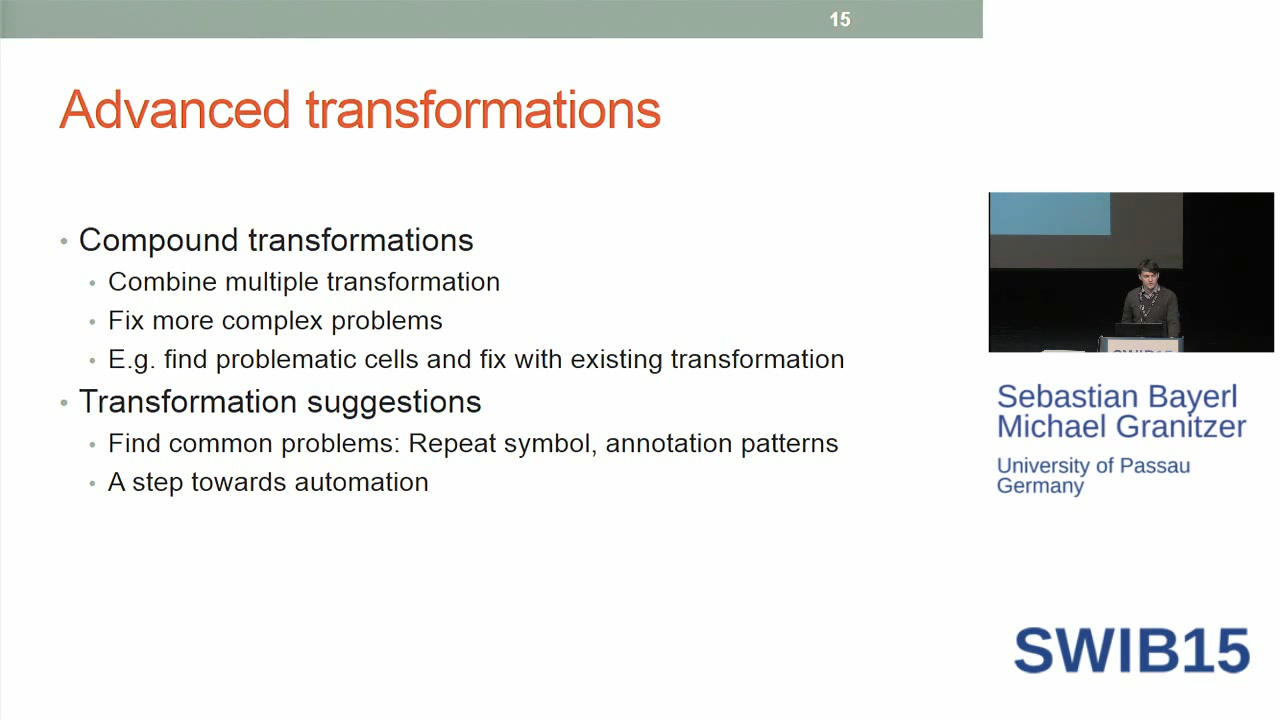 15
Advanced transformations
• Compound transformations
• Combine multiple transformation
• Fix more complex problems
• E.g. find problematic cells and fix with existing transformation
• Transformation suggestions
• Find common problems: Repeat symbol, annotation patterns
• A step towards automation
SWIB15
Sebastian Bayerl
Michael Granitzer
University of Passau
Germany
SWIB15